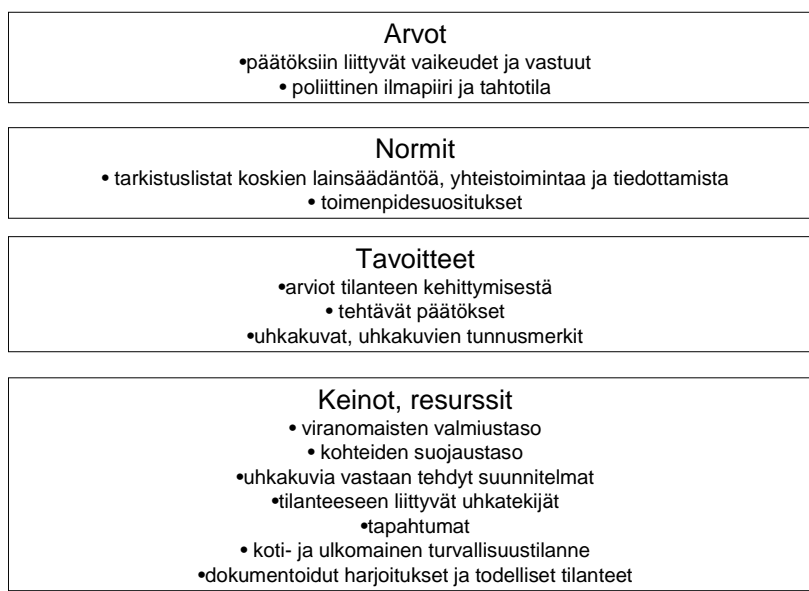 Arvot
•päätöksiin liittyvät vaikeudet ja vastuut
• poliittinen ilmapiiri ja tahtotila
Normit
• tarkistuslistat koskien lainsäädäntöä, yhteistoimintaa ja tiedottamista
• toimenpidesuositukset
Tavoitteet
•arviot tilanteen kehittymisestä
• tehtävät päätökset
•uhkakuvat, uhkakuvien tunnusmerkit
Keinot, resurssit
• viranomaisten valmiustaso
• kohteiden suojaustaso
•uhkakuvia vastaan tehdyt suunnitelmat
•tilanteeseen liittyvät uhkatekijät
•tapahtumat
• koti- ja ulkomainen turvallisuustilanne
•dokumentoidut harjoitukset ja todelliset tilanteet